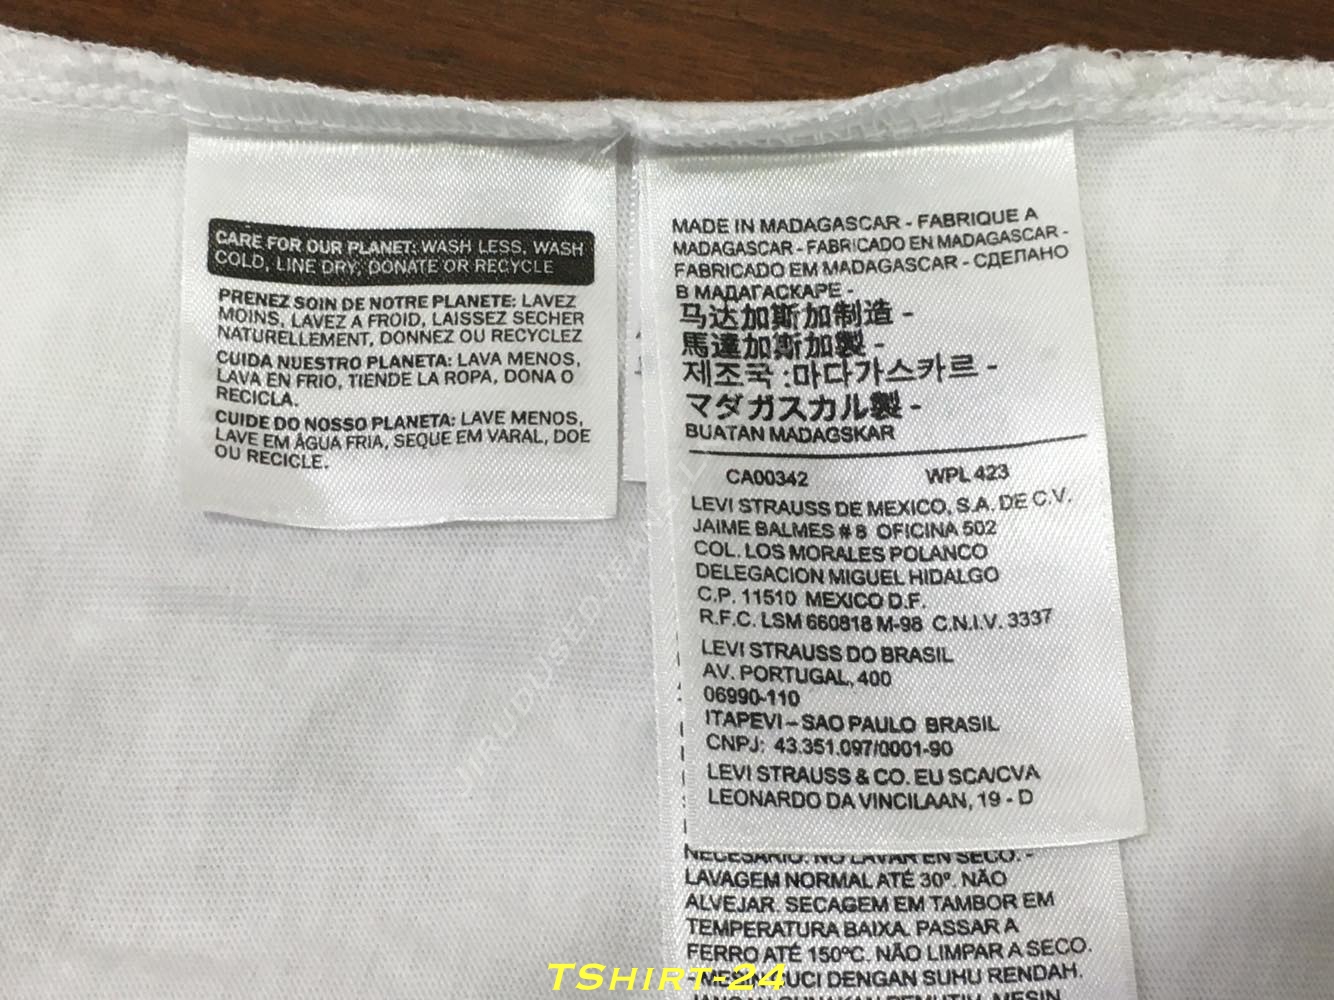 CARE FOR OUR PLANET: WASH LESS, WASH
COLD, LINE DRY, DONATE OR RECYCLE
PRENEZ SOIN DE NOTRE PLANETE: LAVEZ
MOINS, LAVEZ A FROID, LAISSEZ SECHER
NATURELLEMENT, DONNEZ OU RECYCLEZ
CUIDA NUESTRO PLANETA: LAVA MENOS,
LAVA EN FRIO, TIENDE LA ROPA, DONA O
RECICLA.
CUIDE DO NOSSO PLANETA: LAVE MENOS,
LAVE EM ÁGUA FRIA, SEQUE EM VARAL, DOE
OU RECICLE.
MADE IN MADAGASCAR - FABRIQUE A
MADAGASCAR - FABRICADO EN MADAGASCAR -
FABRICADO EM MADAGASCAR - СДЕЛАНО
В МАДАГАСКАРЕ -
马达加斯加制造 -
馬達加斯加製 -
제조국 :마다가스카르 -
マダガスカル製 -
BUATAN MADAGSKAR
CA00342 WPL 423
LEVI STRAUSS DE MEXICO, S.A. DE C.V.
JAIME BALMES # 8 OFICINA 502
COL. LOS MORALES POLANCO
DELEGACION MIGUEL HIDALGO
C.P. 11510 MEXICO D.F.
R.F.C. LSM 660818 M-98 C.N.I.V. 3337
LEVI STRAUSS DO BRASIL
AV. PORTUGAL, 400
06990-110
ITAPEVI – SAO PAULO BRASIL
CNPJ: 43.351.097/0001-90
LEVI STRAUSS & CO. EU SCA/CVA
LEONARDO DA VINCILAAN, 19 - D
NECESARIO. NO LAVAR EN SECO. -
LAVAGEM NORMAL ATÉ 30º. NÃO
ALVEJAR. SECAGEM EM TAMBOR EM
TEMPERATURA BAIXA. PASSAR A
FERRO ATÉ 150ºC. NÃO LIMPAR A SECO.
- MESIN CUCI DENGAN SUHU RENDAH.
TShirt-24